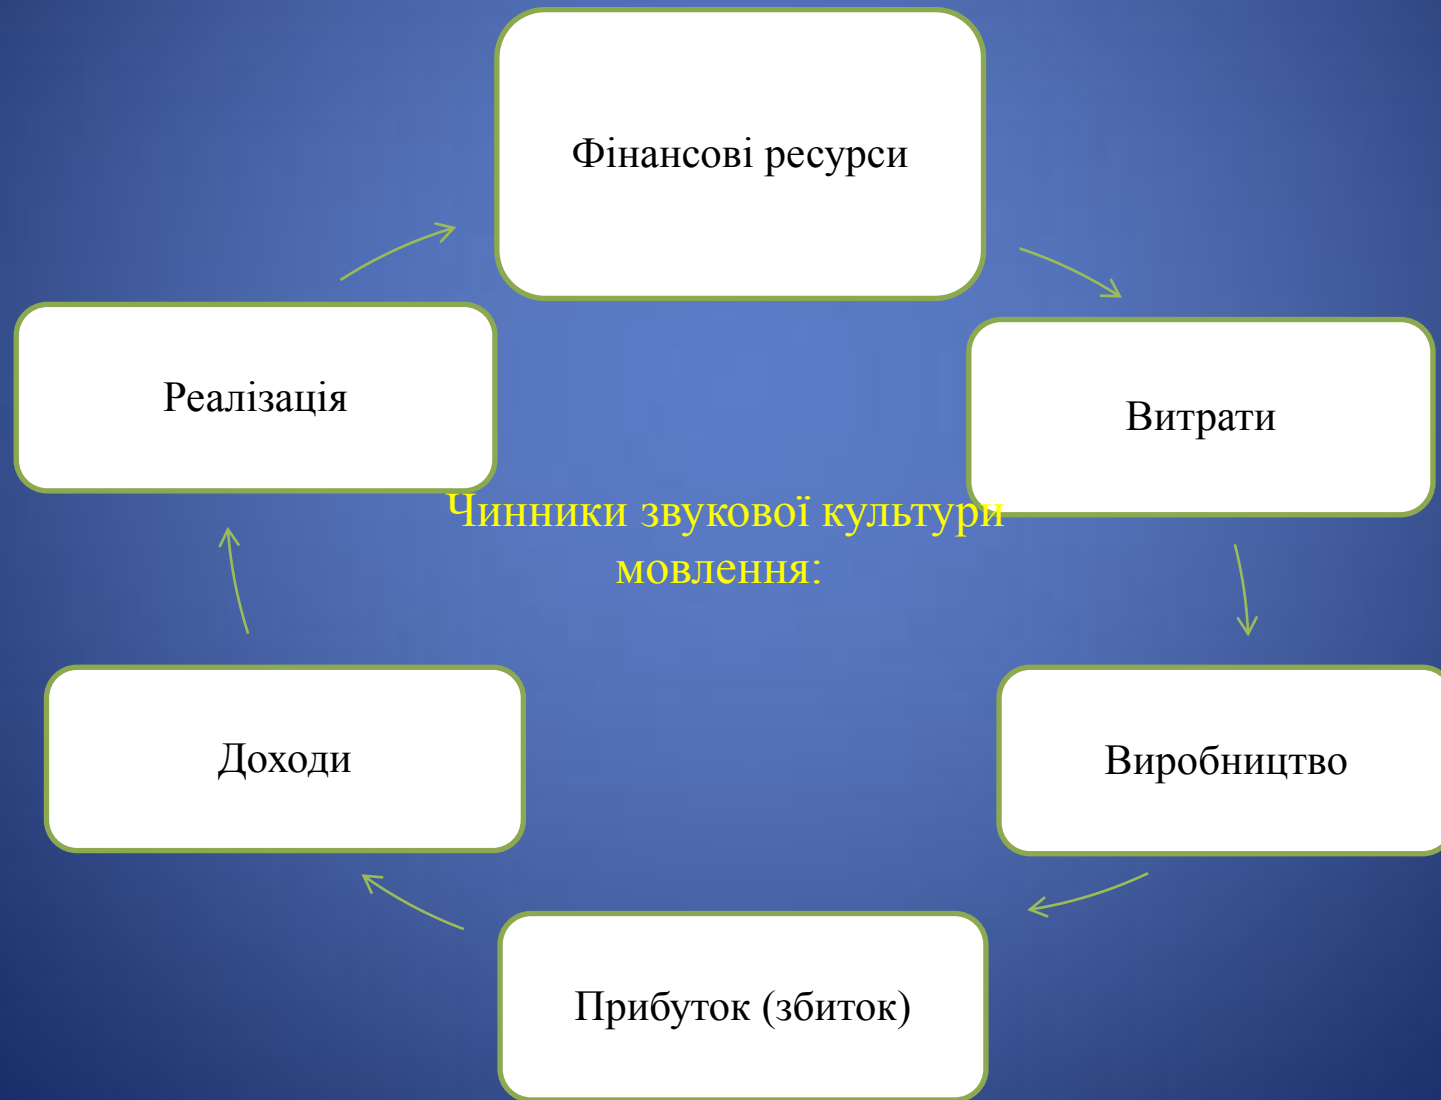 Фінансові ресурси
Реалізація
Витрати
Чинники звукової культури
мовлення:
Доходи
Виробництво
Прибуток (збиток)